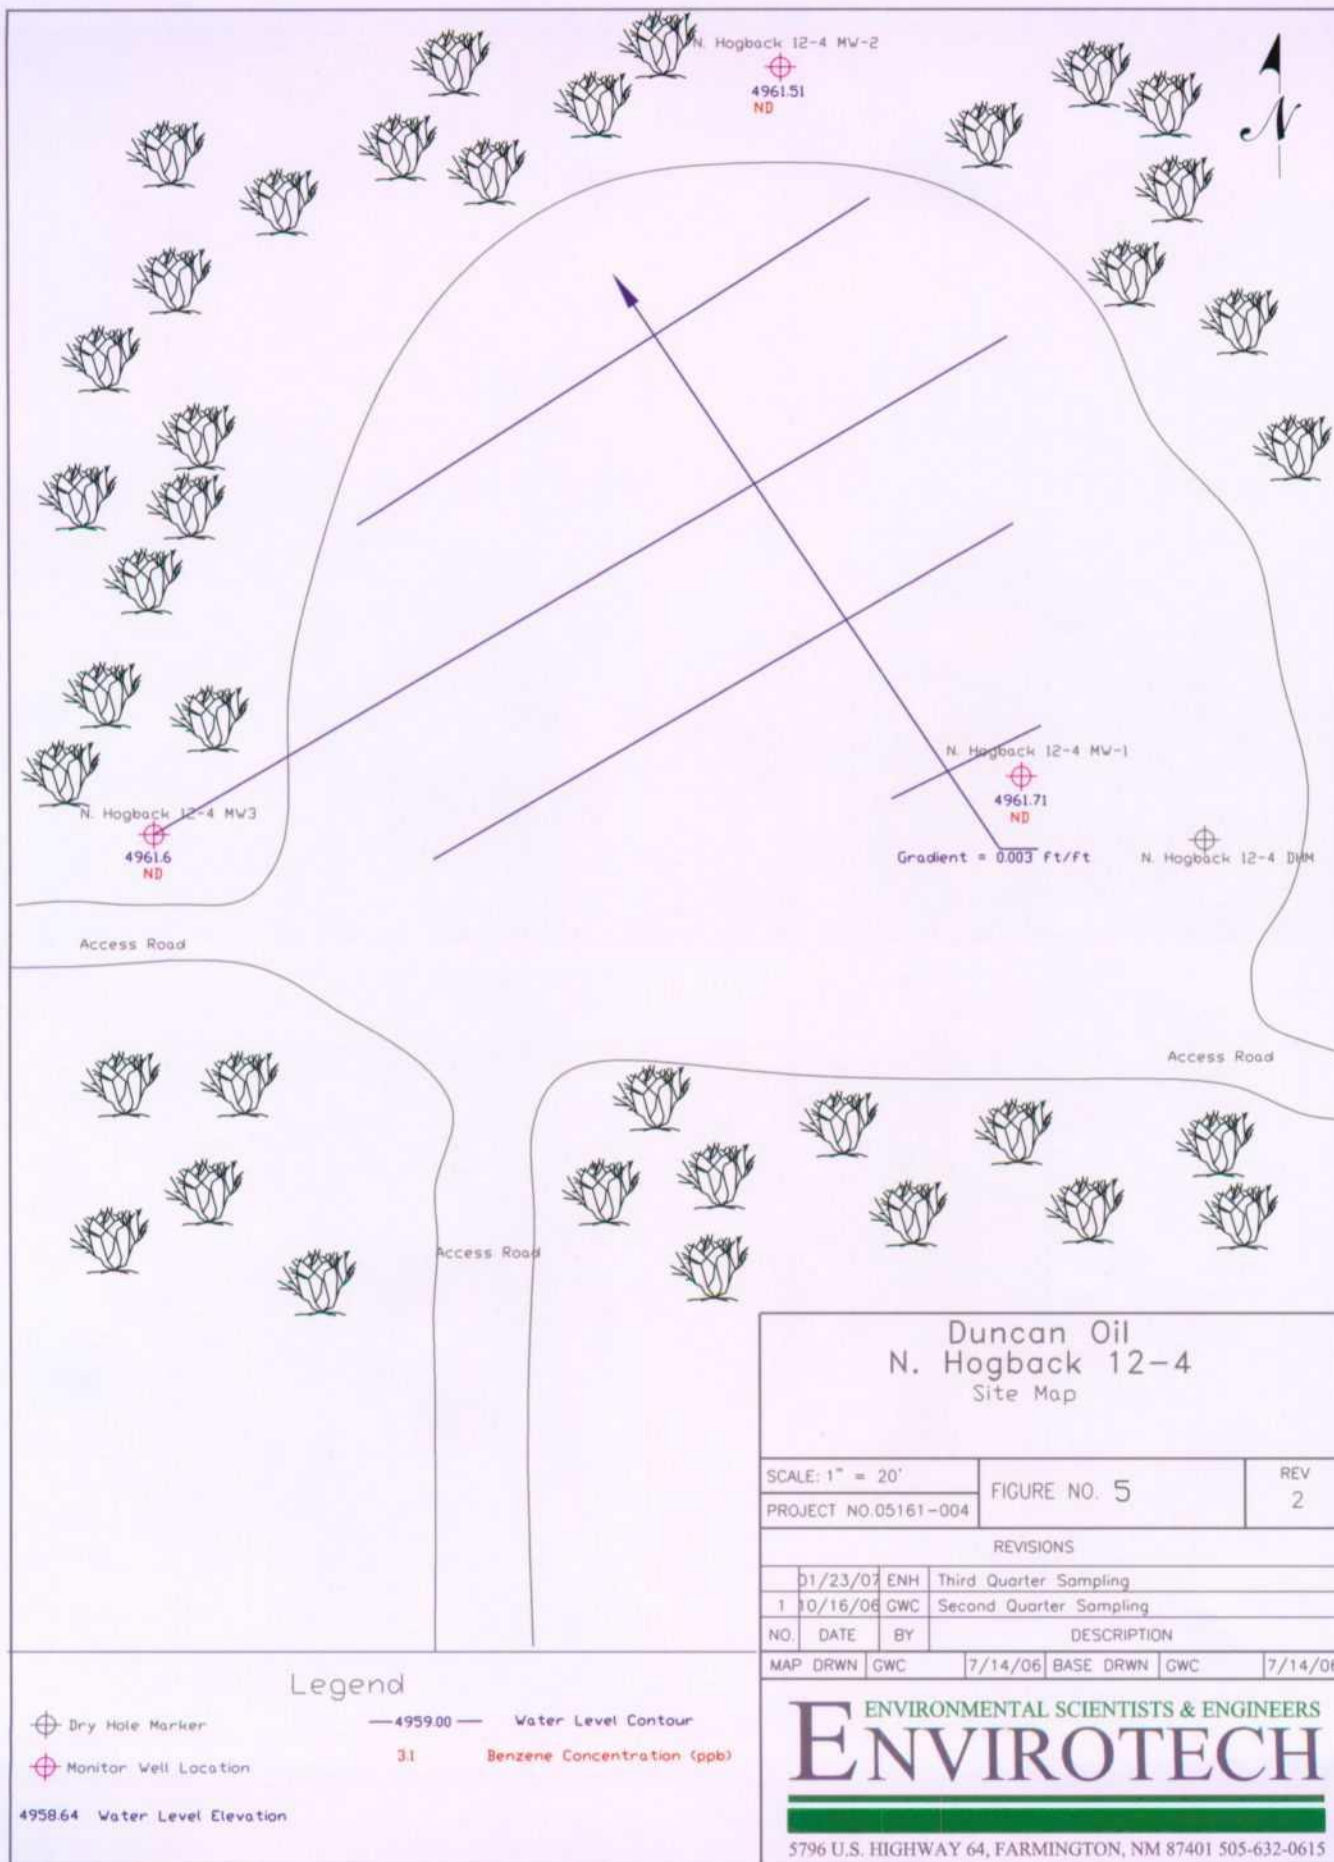 N. Hogback 12-4 MW-2
4961.51
ND
N
N. Hogback 12-4 MW-1
4961.71
ND
N. Hogback 12-4 MW3
4961.6
ND
Gradient = 0.003 ft/ft
N. Hogback 12-4 DHM
Access Road
Access Road
Access Road
Duncan Oil
N. Hogback 12-4
Site Map
SCALE: 1" = 20'
FIGURE NO. 5
REV
2
PROJECT NO.05161-004
REVISIONS
01/23/07 ENH Third Quarter Sampling
1 10/16/06 GWC Second Quarter Sampling
NO. DATE BY DESCRIPTION
MAP DRWN GWC 7/14/06 BASE DRWN GWC 7/14/06
Legend
Dry Hole Marker
4959.00 Water Level Contour
Monitor Well Location
3.1 Benzene Concentration (ppb)
4958.64 Water Level Elevation
ENVIRONMENTAL SCIENTISTS & ENGINEERS
ENVIROTECH
5796 U.S. HIGHWAY 64, FARMINGTON, NM 87401 505-632-0615